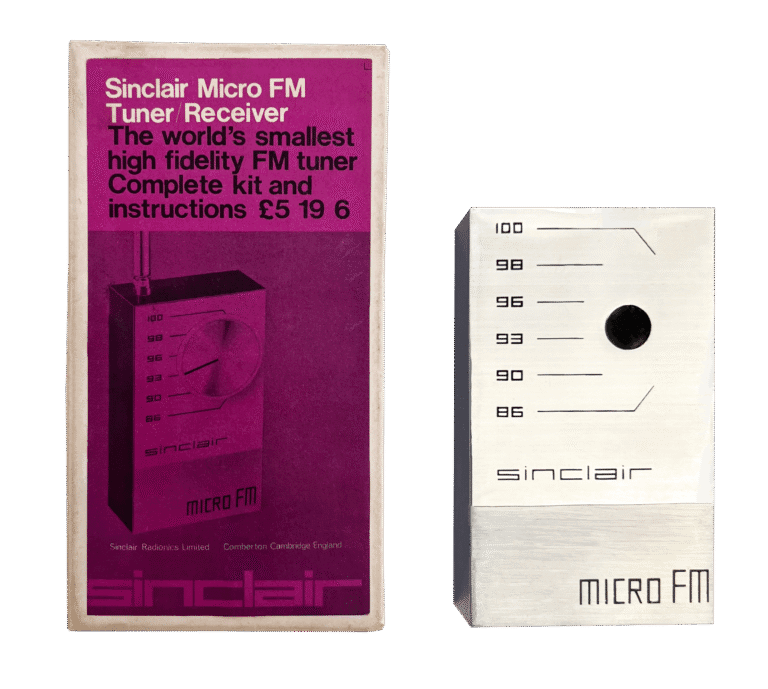 Sinclair Micro FM
Tuner/Receiver
The world's smallest
high fidelity FM tuner
Complete kit and
instructions £5 19 6
100
98
96
93
90
86
sinclair
MICRO FM
Sinclair Radionics Limited Comberton Cambridge England
sinclair
100
98
96
93
90
86
sinclair
MICRO FM